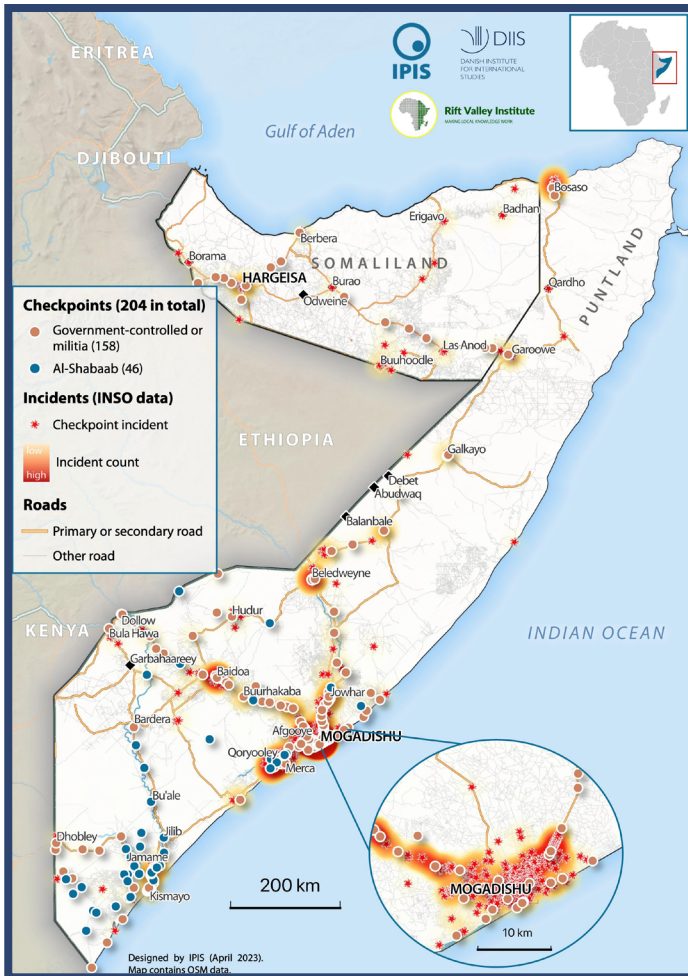 ERITREA
IPIS
DIIS
DANISH INSTITUTE
FOR INTERNATIONAL
STUDIES
Rift Valley Institute
MAKING LOCAL KNOWLEDGE WORK
Gulf of Aden
DJIBOUTI
Bosaso
Badhan
Erigavo
Berbera
PUNTLAND
Borama
SOMALILAND
HARGEISA
Burao
Qardho
Odweine
Checkpoints (204 in total)
Government-controlled or
militia (158)
Al-Shabaab (46)
Incidents (INSO data)
Checkpoint incident
low
high
Incident count
Roads
Primary or secondary road
Other road
Las Anod
Garoowe
Buuhoodle
ETHIOPIA
Galkayo
Debet
Abudwaq
Balanbale
Beledweyne
Hudur
Dollow
KENYA
Bula Hawa
INDIAN OCEAN
Garbahaareey
Baidoa
Buurhakaba
Jowhar
Bardera
Afgooye
MOGADISHU
Qoryooley
Merca
Bu'ale
Jilib
Dhobley
Jamame
Kismayo
200 km
MOGADISHU
10 km
Designed by IPIS (April 2023).
Map contains OSM data.